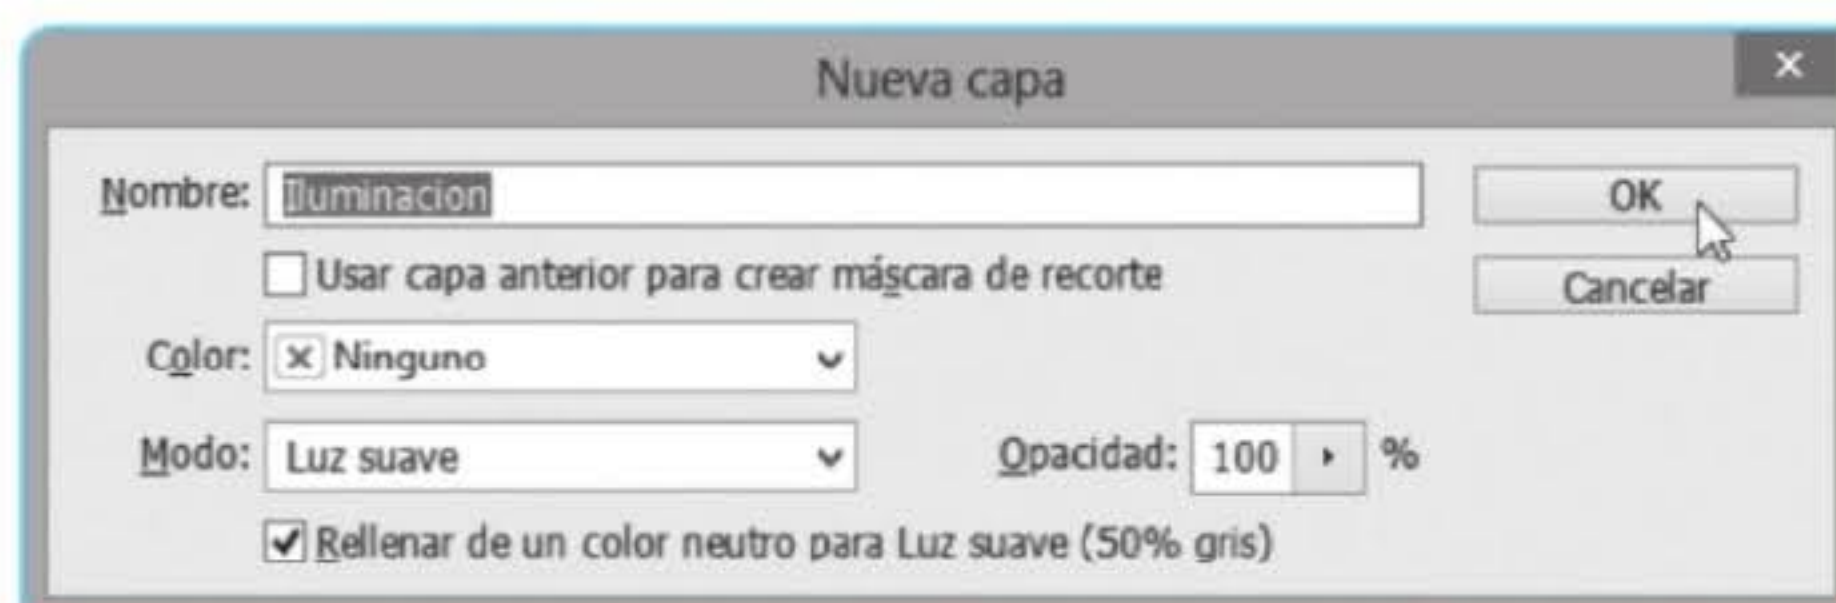 Nueva capa
Nombre: Iluminacion
OK
Usar capa anterior para crear máscara de recorte
Cancelar
Color: Ninguno
Modo: Luz suave
Opacidad: 100 %
Rellenar de un color neutro para Luz suave (50% gris)